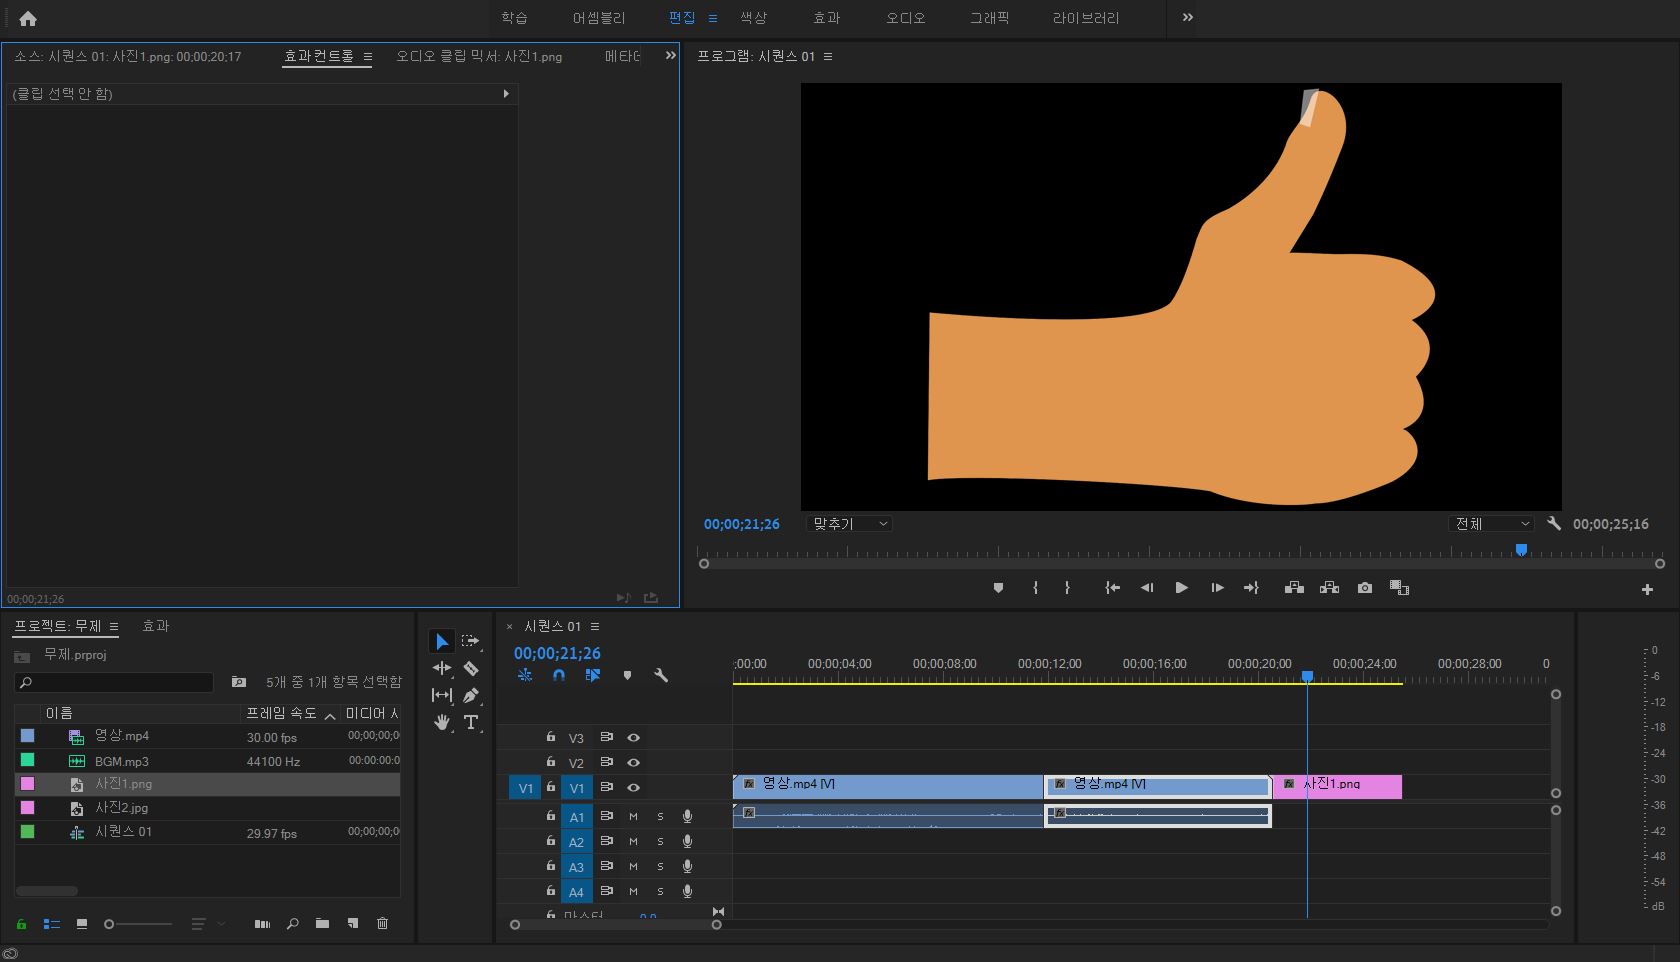 학습 어셈블리 편집 색상 효과 오디오 그래픽 라이브러리
소스: 시퀀스 01: 사진1.png: 00;00;20;17 효과 컨트롤 오디오 클립 믹서: 사진1.png
(클립 선택 안 함)
00;00;21;26
프로그램: 시퀀스 01
00;00;21;26 맞추기 전체 00;00;25;16
프로젝트: 무제 효과
무제.prproj
5개 중 1개 항목 선택함
이름 프레임 속도 미디어 시
영상.mp4 30.00 fps 00;00;00;0
BGM.mp3 44100 Hz 00:00:00:0
사진1.png
사진2.jpg
시퀀스 01 29.97 fps 00;00;00;0
× 시퀀스 01
00;00;21;26
;00;00 00;00;04;00 00;00;08;00 00;00;12;00 00;00;16;00 00;00;20;00 00;00;24;00 00;00;28;00 0
V3
V2
V1 V1 fx 영상.mp4 [V] fx 영상.mp4 [V] fx 사진1.png
A1 M S fx fx
A2 M S
A3 M S
A4 M S
마스터 0.0
0
-6
-12
-18
-24
-30
-36
-42
-48
-54
dB